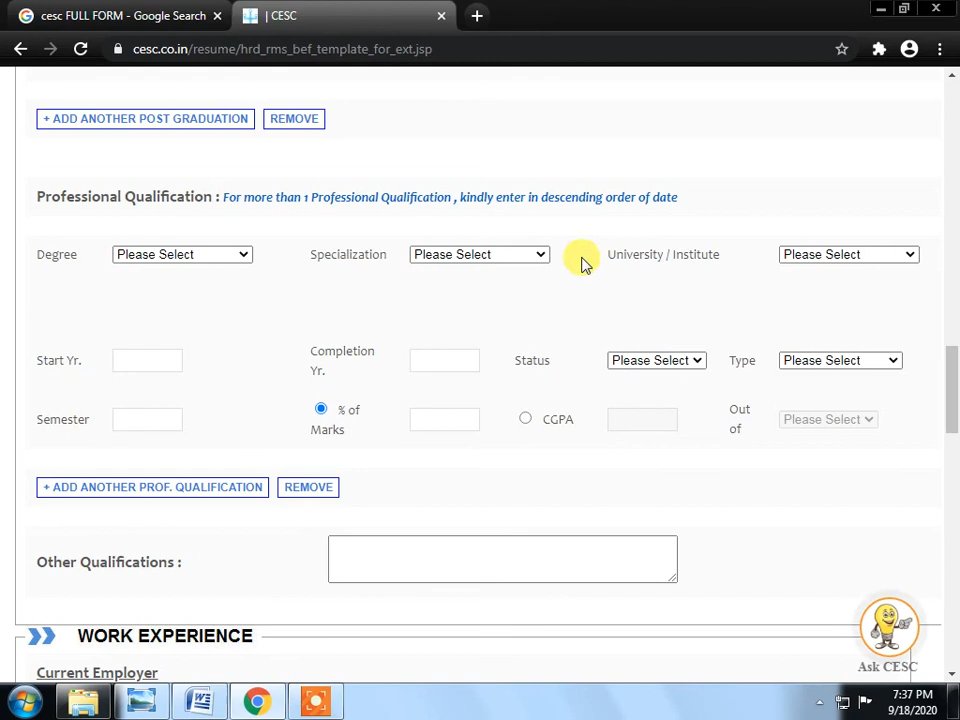 cesc FULL FORM - Google Search
| CESC
cesc.co.in/resume/hrd_rms_bef_template_for_ext.jsp
+ ADD ANOTHER POST GRADUATION REMOVE
Professional Qualification : For more than 1 Professional Qualification , kindly enter in descending order of date
Degree Please Select Specialization Please Select University / Institute Please Select
Start Yr. Completion Yr. Status Please Select Type Please Select
Semester % of Marks CGPA Out of Please Select
+ ADD ANOTHER PROF. QUALIFICATION REMOVE
Other Qualifications :
WORK EXPERIENCE
Ask CESC
Current Employer
7:37 PM
9/18/2020